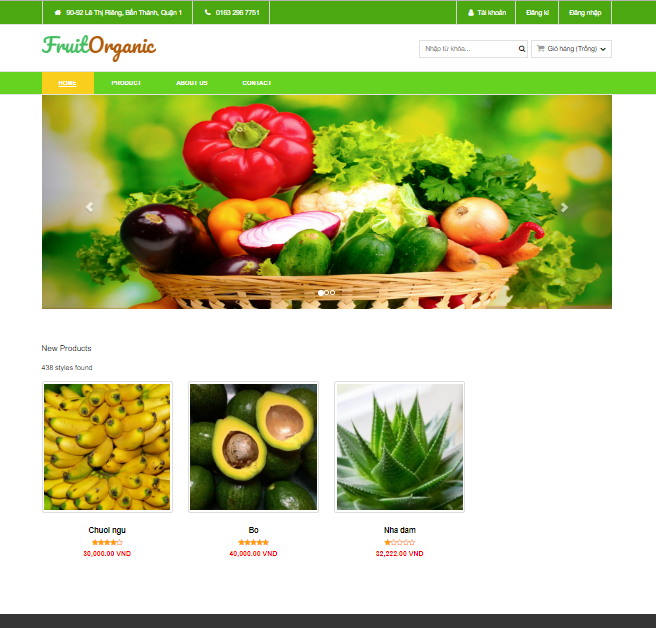 90-92 Lê Thị Riêng, Bến Thành, Quận 1
0163 296 7751
Tài khoản
Đăng kí
Đăng nhập
FruitOrganic
Nhập từ khóa...
Giỏ hàng (Trống)
HOME
PRODUCT
ABOUT US
CONTACT
New Products
438 styles found
Chuoi ngu
Bo
Nha dam
30,000.00 VND
40,000.00 VND
32,222.00 VND